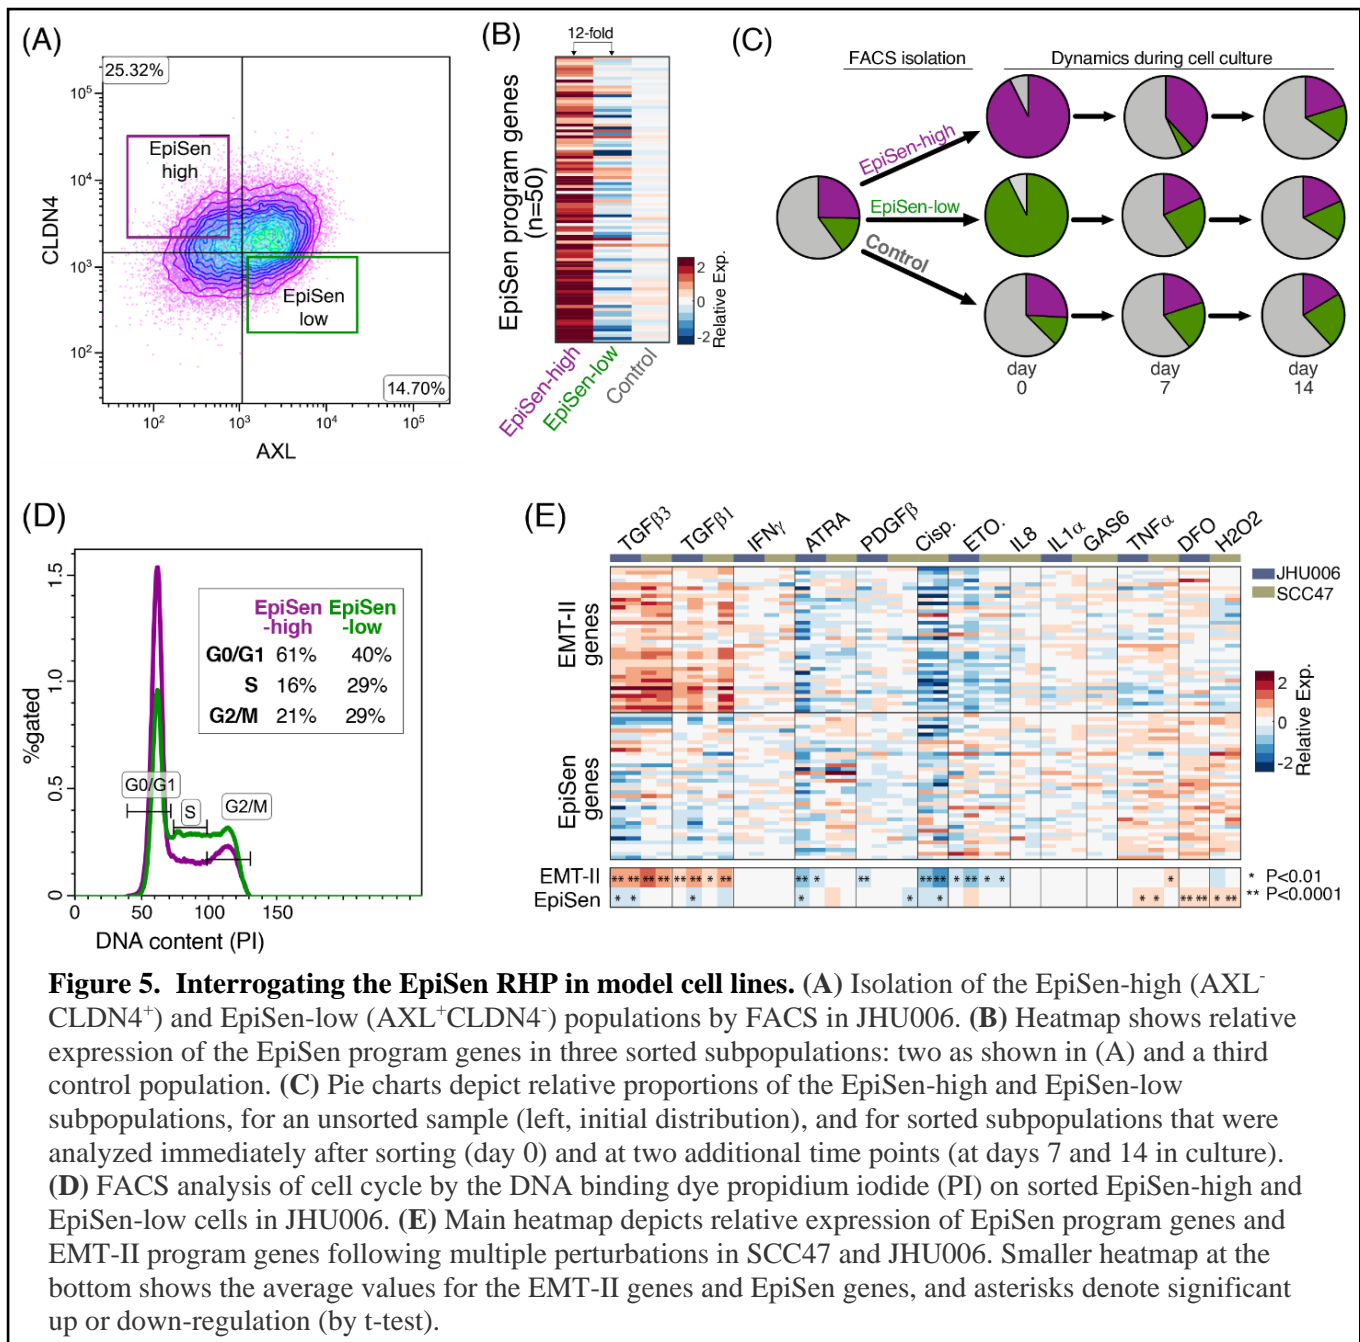 (A)
25.32%
10⁵
10⁴
10³
10²
CLDN4
EpiSen
high
EpiSen
low
14.70%
10² 10³ 10⁴ 10⁵
AXL
(B)
12-fold
EpiSen program genes
(n=50)
2
0
-2
Relative Exp.
EpiSen-high
EpiSen-low
Control
(C)
FACS isolation
Dynamics during cell culture
EpiSen-high
EpiSen-low
Control
day
0
day
7
day
14
(D)
1.5
1.0
0.5
0
%gated
EpiSen
-high
EpiSen
-low
G0/G1 61% 40%
S 16% 29%
G2/M 21% 29%
G0/G1
S
G2/M
0 50 100 150
DNA content (PI)
(E)
TGFβ3 TGFβ1 IFNγ ATRA PDGFβ Cisp. ETO. IL8 IL1α GAS6 TNFα DFO H2O2
JHU006
SCC47
EMT-II
genes
EpiSen
genes
2
0
-2
Relative Exp.
EMT-II ** ** ** ** ** ** * ** ** * ** ** ** * ** * * *
EpiSen * * * * * * * * ** ** * **
* P<0.01
** P<0.0001
Figure 5. Interrogating the EpiSen RHP in model cell lines. (A) Isolation of the EpiSen-high (AXL⁻
CLDN4⁺) and EpiSen-low (AXL⁺CLDN4⁻) populations by FACS in JHU006. (B) Heatmap shows relative
expression of the EpiSen program genes in three sorted subpopulations: two as shown in (A) and a third
control population. (C) Pie charts depict relative proportions of the EpiSen-high and EpiSen-low
subpopulations, for an unsorted sample (left, initial distribution), and for sorted subpopulations that were
analyzed immediately after sorting (day 0) and at two additional time points (at days 7 and 14 in culture).
(D) FACS analysis of cell cycle by the DNA binding dye propidium iodide (PI) on sorted EpiSen-high and
EpiSen-low cells in JHU006. (E) Main heatmap depicts relative expression of EpiSen program genes and
EMT-II program genes following multiple perturbations in SCC47 and JHU006. Smaller heatmap at the
bottom shows the average values for the EMT-II genes and EpiSen genes, and asterisks denote significant
up or down-regulation (by t-test).